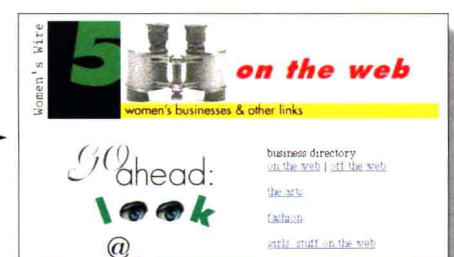 Women's Wire
5 on the web
women's businesses & other links
GO ahead:
look
@
business directory
on the web | off the web
the arts
fashion
girls stuff on the web